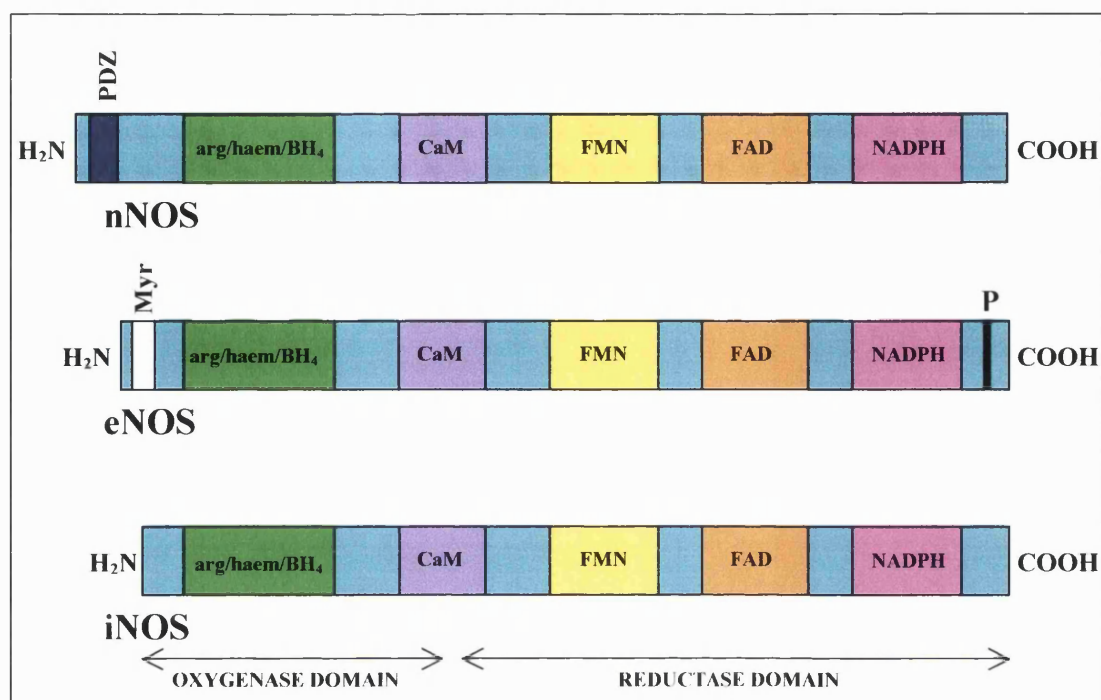 PDZ
H₂N arg/haem/BH₄ CaM FMN FAD NADPH COOH
nNOS
Myr P
H₂N arg/haem/BH₄ CaM FMN FAD NADPH COOH
eNOS
H₂N arg/haem/BH₄ CaM FMN FAD NADPH COOH
iNOS
OXYGENASE DOMAIN REDUCTASE DOMAIN